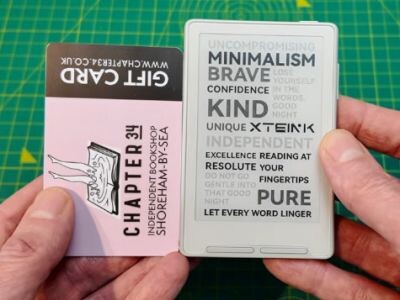 GIFT CARD
WWW.CHAPTER34.CO.UK
CHAPTER 34
INDEPENDENT BOOKSHOP
SHOREHAM-BY-SEA
UNCOMPROMISING
MINIMALISM
BRAVE
LOSE
YOURSELF
IN THE
WORDS.
GOOD
NIGHT
CONFIDENCE
KIND
UNIQUE XTEINK
INDEPENDENT
EXCELLENCE READING AT
RESOLUTE YOUR
FINGERTIPS
DO NOT GO
GENTLE INTO
THAT GOOD
NIGHT
PURE
LET EVERY WORD LINGER